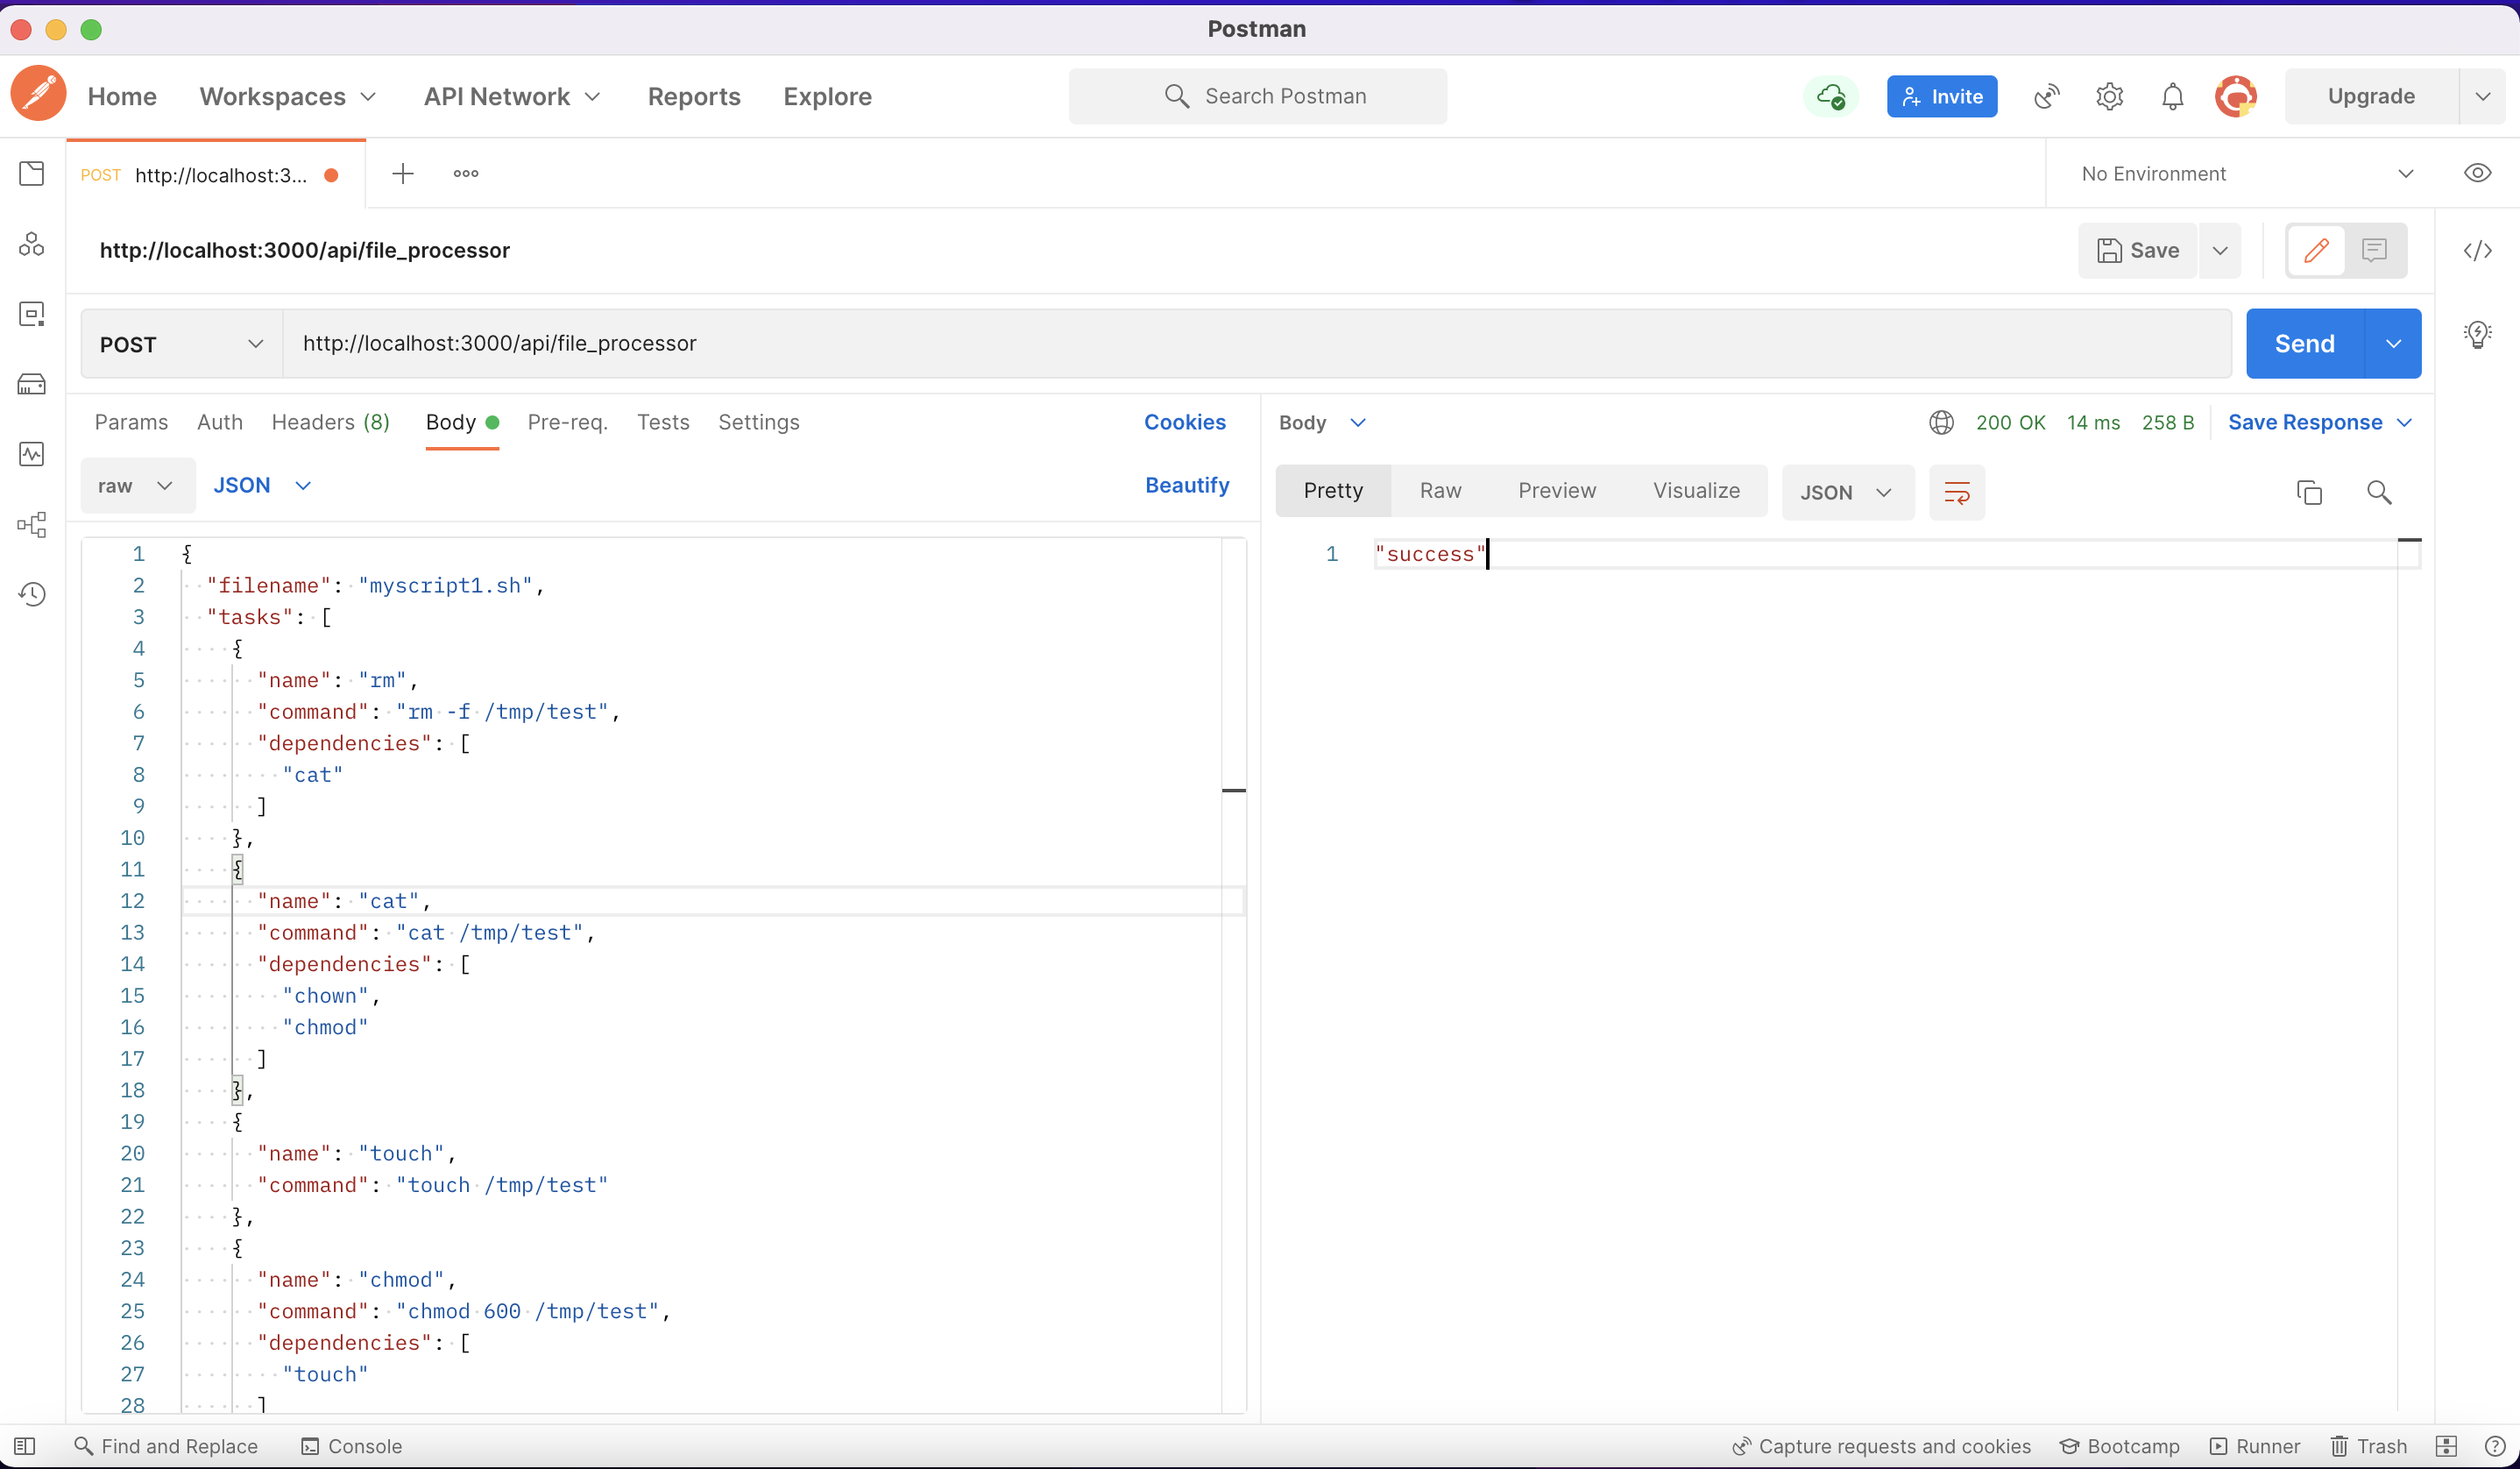 Postman
Home Workspaces API Network Reports Explore Search Postman Invite Upgrade
POST http://localhost:3... No Environment
http://localhost:3000/api/file_processor Save
POST http://localhost:3000/api/file_processor Send
Params Auth Headers (8) Body Pre-req. Tests Settings Cookies
raw JSON Beautify
1 {
2 "filename": "myscript1.sh",
3 "tasks": [
4 {
5 "name": "rm",
6 "command": "rm -f /tmp/test",
7 "dependencies": [
8 "cat"
9 ]
10 },
11 {
12 "name": "cat",
13 "command": "cat /tmp/test",
14 "dependencies": [
15 "chown",
16 "chmod"
17 ]
18 },
19 {
20 "name": "touch",
21 "command": "touch /tmp/test"
22 },
23 {
24 "name": "chmod",
25 "command": "chmod 600 /tmp/test",
26 "dependencies": [
27 "touch"
28 ]
Body 200 OK 14 ms 258 B Save Response
Pretty Raw Preview Visualize JSON
1 "success"
Find and Replace Console Capture requests and cookies Bootcamp Runner Trash